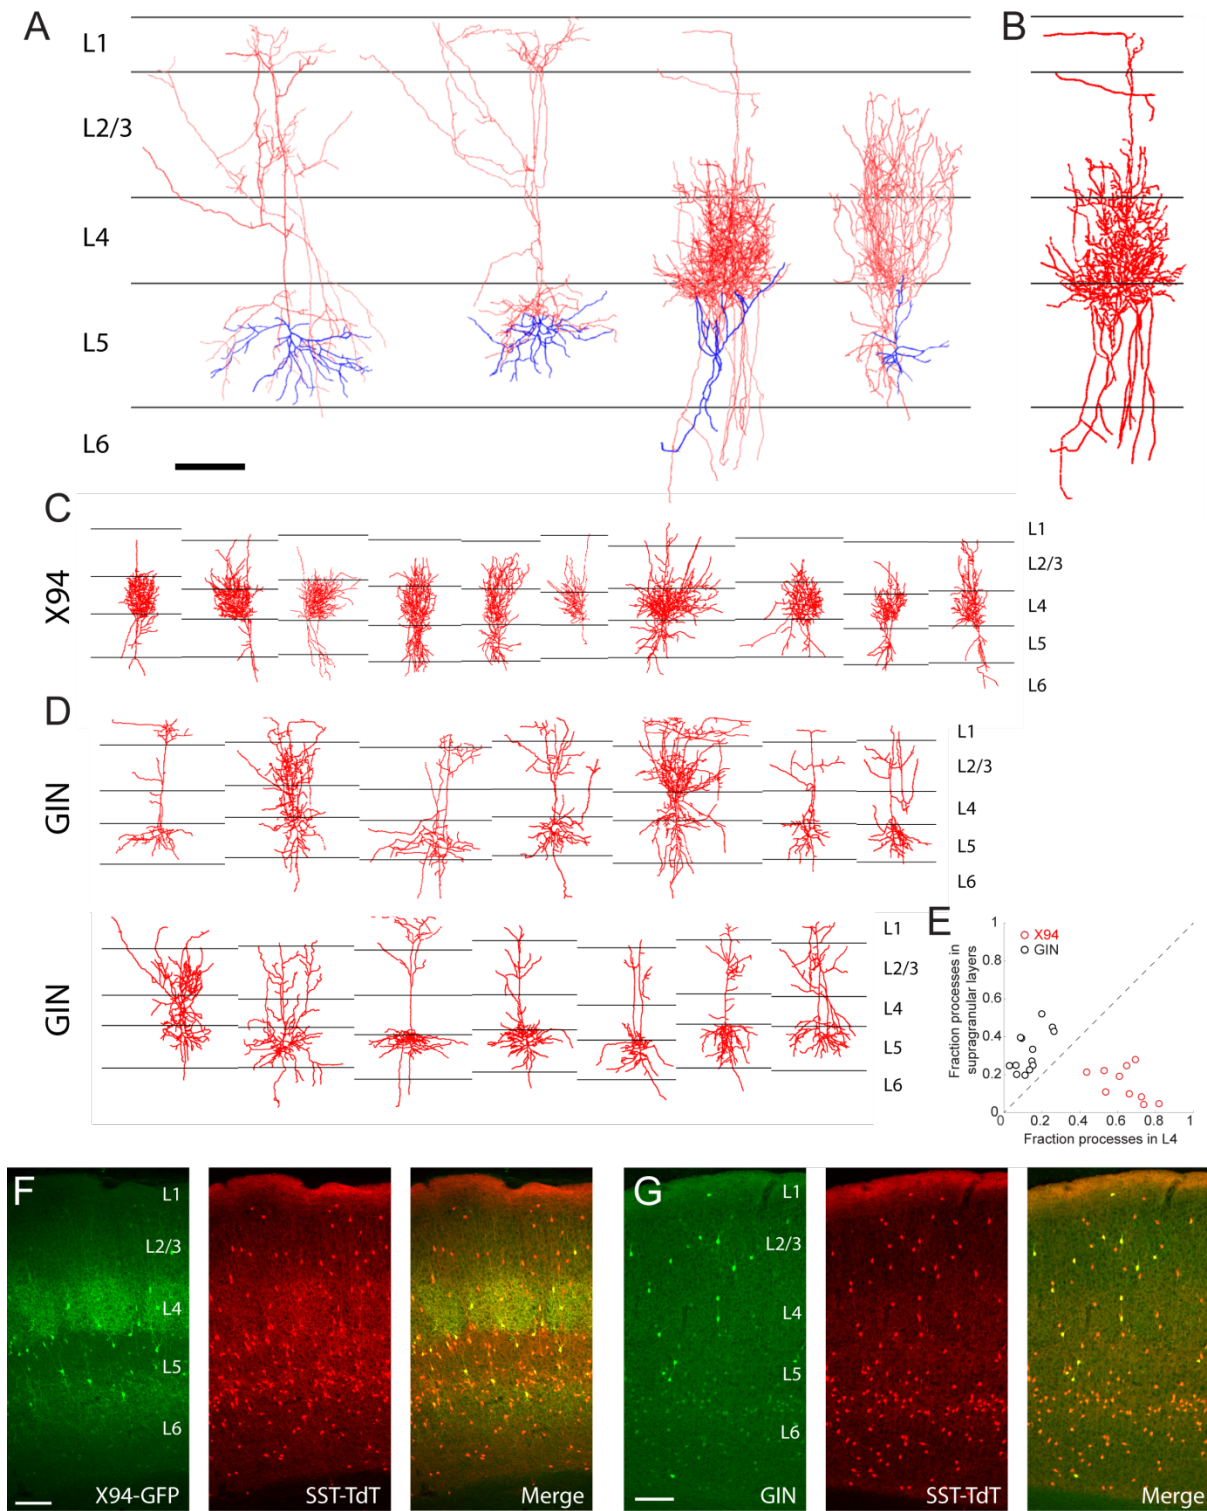 A
B
L1
L2/3
L4
L5
L6
C
X94
L1
L2/3
L4
L5
L6
D
GIN
L1
L2/3
L4
L5
L6
GIN
L1
L2/3
L4
L5
L6
E
Fraction processes in
supragranular layers
1
0.8
0.6
0.4
0.2
0
X94
GIN
0 0.2 0.4 0.6 0.8 1
Fraction processes in L4
F
L1
L2/3
L4
L5
L6
X94-GFP
SST-TdT
Merge
G
L1
L2/3
L4
L5
L6
GIN
SST-TdT
Merge